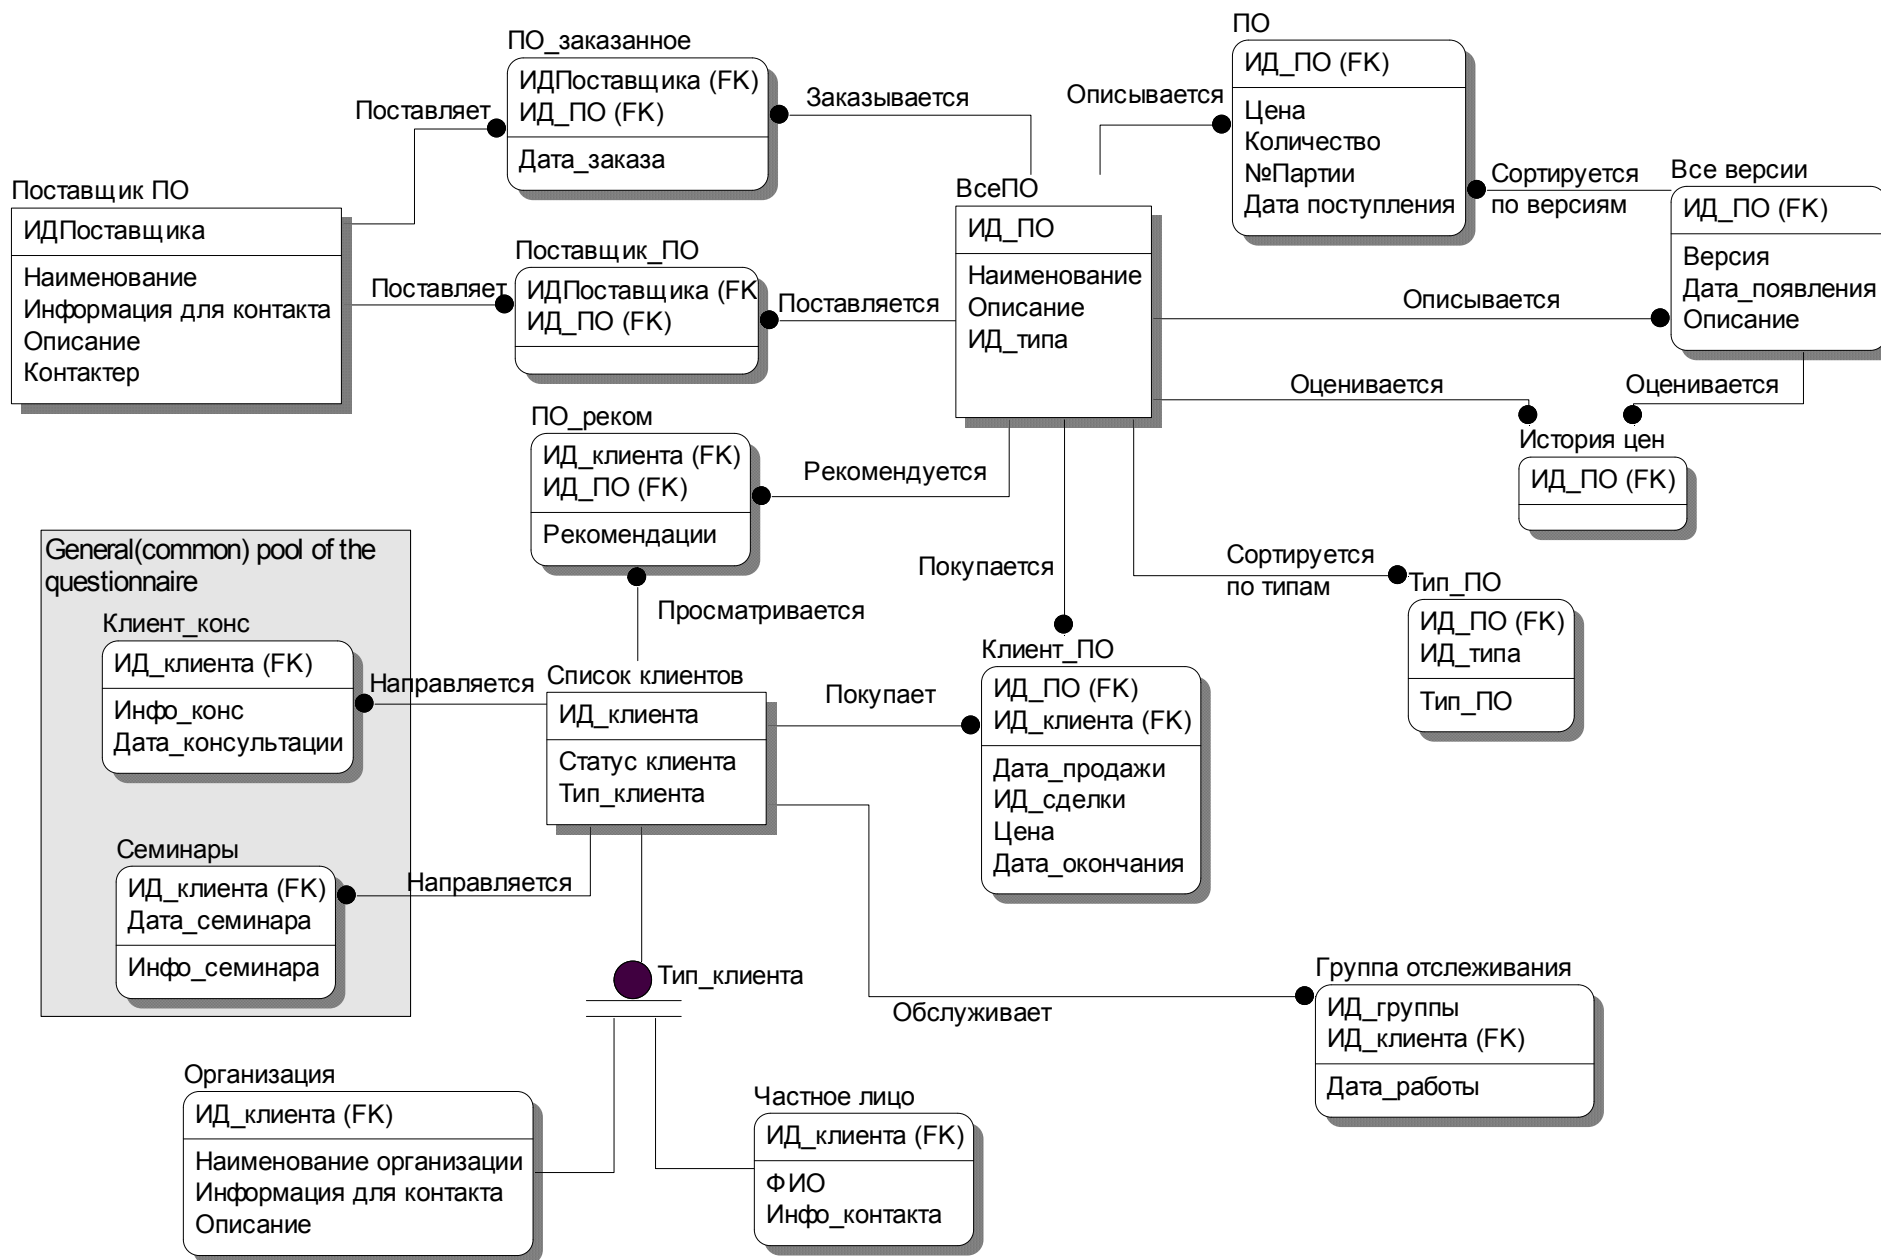 ПО_заказанное
ИДПоставщика (FK)
ИД_ПО (FK)
Дата_заказа
Поставляет
Заказывается
Описывается
ПО
ИД_ПО (FK)
Цена
Количество
№Партии
Дата поступления
Сортируется
по версиям
Все версии
ИД_ПО (FK)
Версия
Дата_появления
Описание
Поставщик ПО
ИДПоставщика
Наименование
Информация для контакта
Описание
Контактер
Поставляет
Поставщик_ПО
ИДПоставщика (FK
ИД_ПО (FK)
Поставляется
ВсеПО
ИД_ПО
Наименование
Описание
ИД_типа
Описывается
Оценивается
Оценивается
История цен
ИД_ПО (FK)
ПО_реком
ИД_клиента (FK)
ИД_ПО (FK)
Рекомендации
Рекомендуется
Просматривается
Покупается
Сортируется
по типам
Тип_ПО
ИД_ПО (FK)
ИД_типа
Тип_ПО
General(common) pool of the
questionnaire
Клиент_конс
ИД_клиента (FK)
Инфо_конс
Дата_консультации
Направляется
Список клиентов
ИД_клиента
Статус клиента
Тип_клиента
Покупает
Клиент_ПО
ИД_ПО (FK)
ИД_клиента (FK)
Дата_продажи
ИД_сделки
Цена
Дата_окончания
Семинары
ИД_клиента (FK)
Дата_семинара
Инфо_семинара
Направляется
Тип_клиента
Обслуживает
Группа отслеживания
ИД_группы
ИД_клиента (FK)
Дата_работы
Организация
ИД_клиента (FK)
Наименование организации
Информация для контакта
Описание
Частное лицо
ИД_клиента (FK)
ФИО
Инфо_контакта